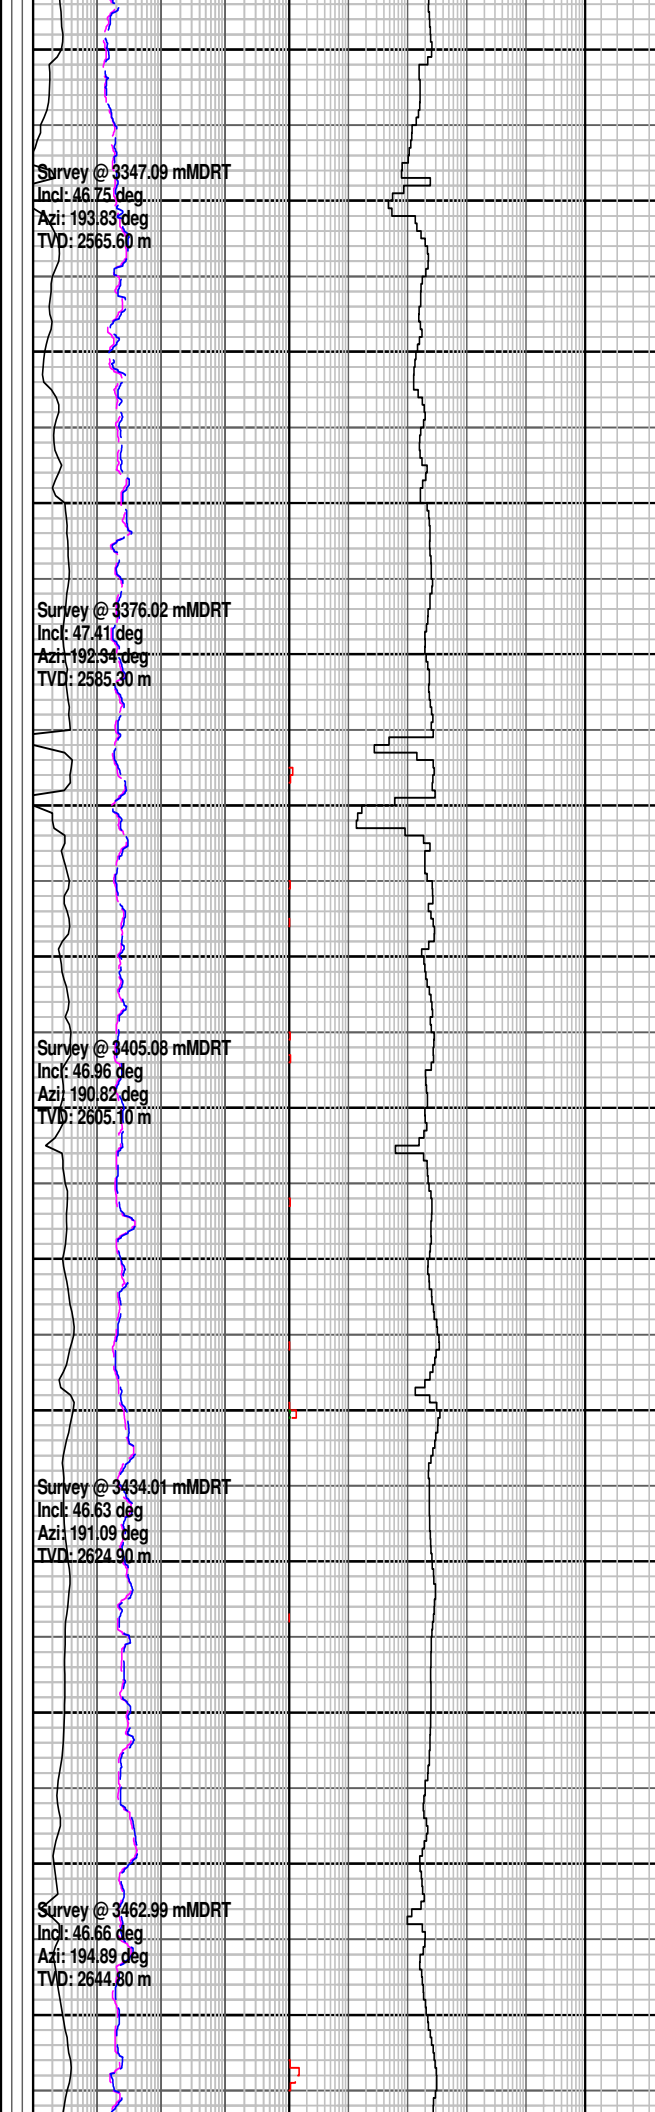 Survey @ 3347.09 mMDRT
Incl: 46.75 deg
Azi: 193.83 deg
TVD: 2565.60 m
Survey @ 3376.02 mMDRT
Incl: 47.41 deg
Azi: 192.34 deg
TVD: 2585.30 m
Survey @ 3405.08 mMDRT
Incl: 46.96 deg
Azi: 190.82 deg
TVD: 2605.10 m
Survey @ 3434.01 mMDRT
Incl: 46.63 deg
Azi: 191.09 deg
TVD: 2624.90 m
Survey @ 3462.99 mMDRT
Incl: 46.66 deg
Azi: 194.89 deg
TVD: 2644.80 m